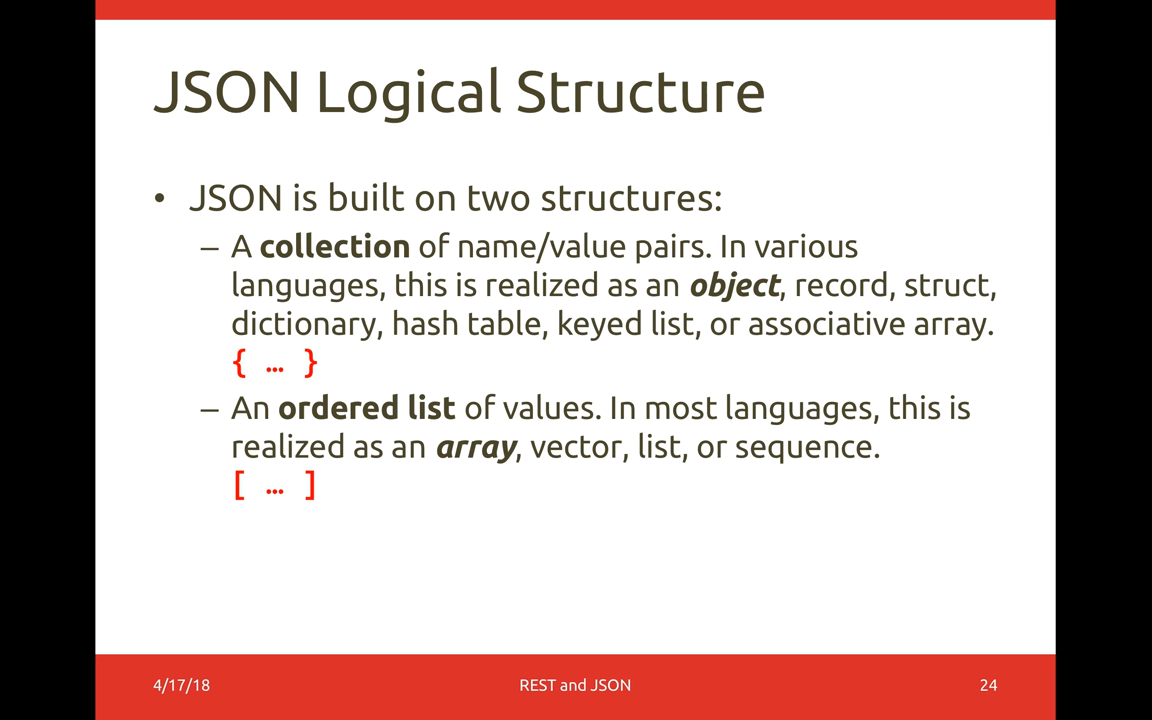 JSON Logical Structure
• JSON is built on two structures:
– A collection of name/value pairs. In various
languages, this is realized as an object, record, struct,
dictionary, hash table, keyed list, or associative array.
{ … }
– An ordered list of values. In most languages, this is
realized as an array, vector, list, or sequence.
[ … ]
4/17/18 REST and JSON 24